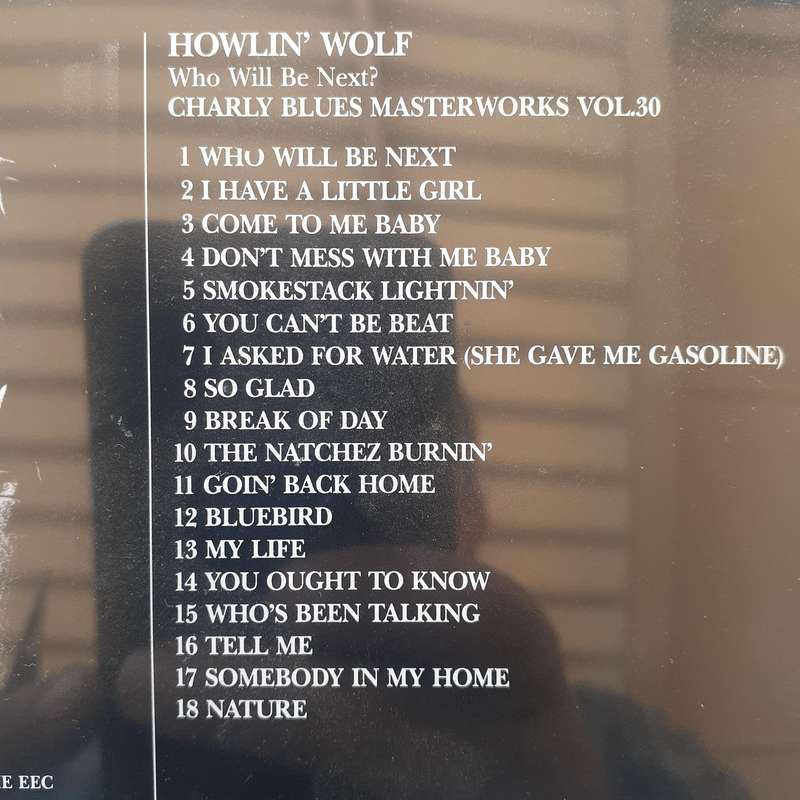 HOWLIN' WOLF
Who Will Be Next?
CHARLY BLUES MASTERWORKS VOL.30
1 WHO WILL BE NEXT
2 I HAVE A LITTLE GIRL
3 COME TO ME BABY
4 DON'T MESS WITH ME BABY
5 SMOKESTACK LIGHTNIN'
6 YOU CAN'T BE BEAT
7 I ASKED FOR WATER (SHE GAVE ME GASOLINE)
8 SO GLAD
9 BREAK OF DAY
10 THE NATCHEZ BURNIN'
11 GOIN' BACK HOME
12 BLUEBIRD
13 MY LIFE
14 YOU OUGHT TO KNOW
15 WHO'S BEEN TALKING
16 TELL ME
17 SOMEBODY IN MY HOME
18 NATURE
EEC